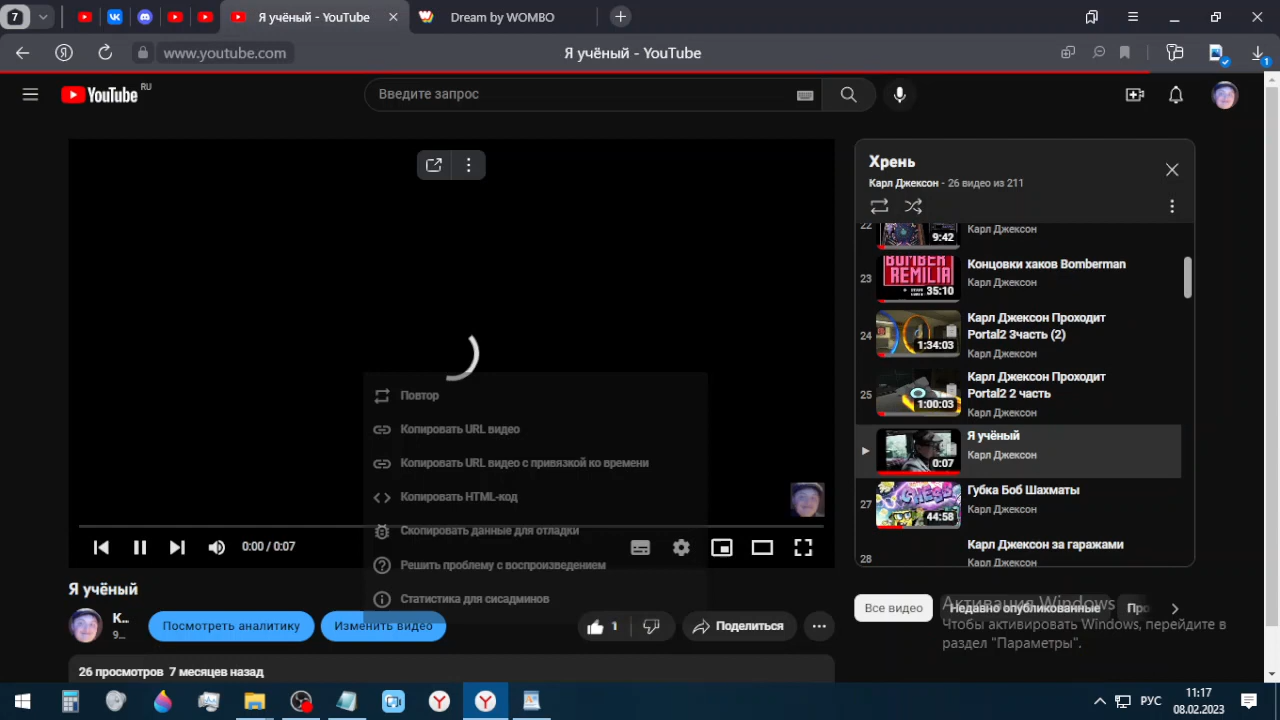 7
Я учёный - YouTube
Dream by WOMBO
www.youtube.com
Я учёный - YouTube
1
YouTube
RU
Введите запрос
Хрень
Карл Джексон - 26 видео из 211
22
9:42
Карл Джексон
23
BOMBER
REMILIA
35:10
Концовки хаков Bomberman
Карл Джексон
24
1:34:03
Карл Джексон Проходит
Portal2 3часть (2)
Карл Джексон
25
1:00:03
Карл Джексон Проходит
Portal2 2 часть
Карл Джексон
0:07
Я учёный
Карл Джексон
27
CHESS
44:58
Губка Боб Шахматы
Карл Джексон
28
Карл Джексон за гаражами
Карл Джексон
Повтор
Копировать URL видео
Копировать URL видео с привязкой ко времени
Копировать HTML-код
Скопировать данные для отладки
Решить проблему с воспроизведением
Статистика для сисадминов
0:00 / 0:07
Я учёный
К...
9...
Посмотреть аналитику
Изменить видео
1
Поделиться
26 просмотров 7 месяцев назад
Все видео
Недавно опубликованные
Про
Активация Windows
Чтобы активировать Windows, перейдите в
раздел "Параметры".
РУС
11:17
08.02.2023